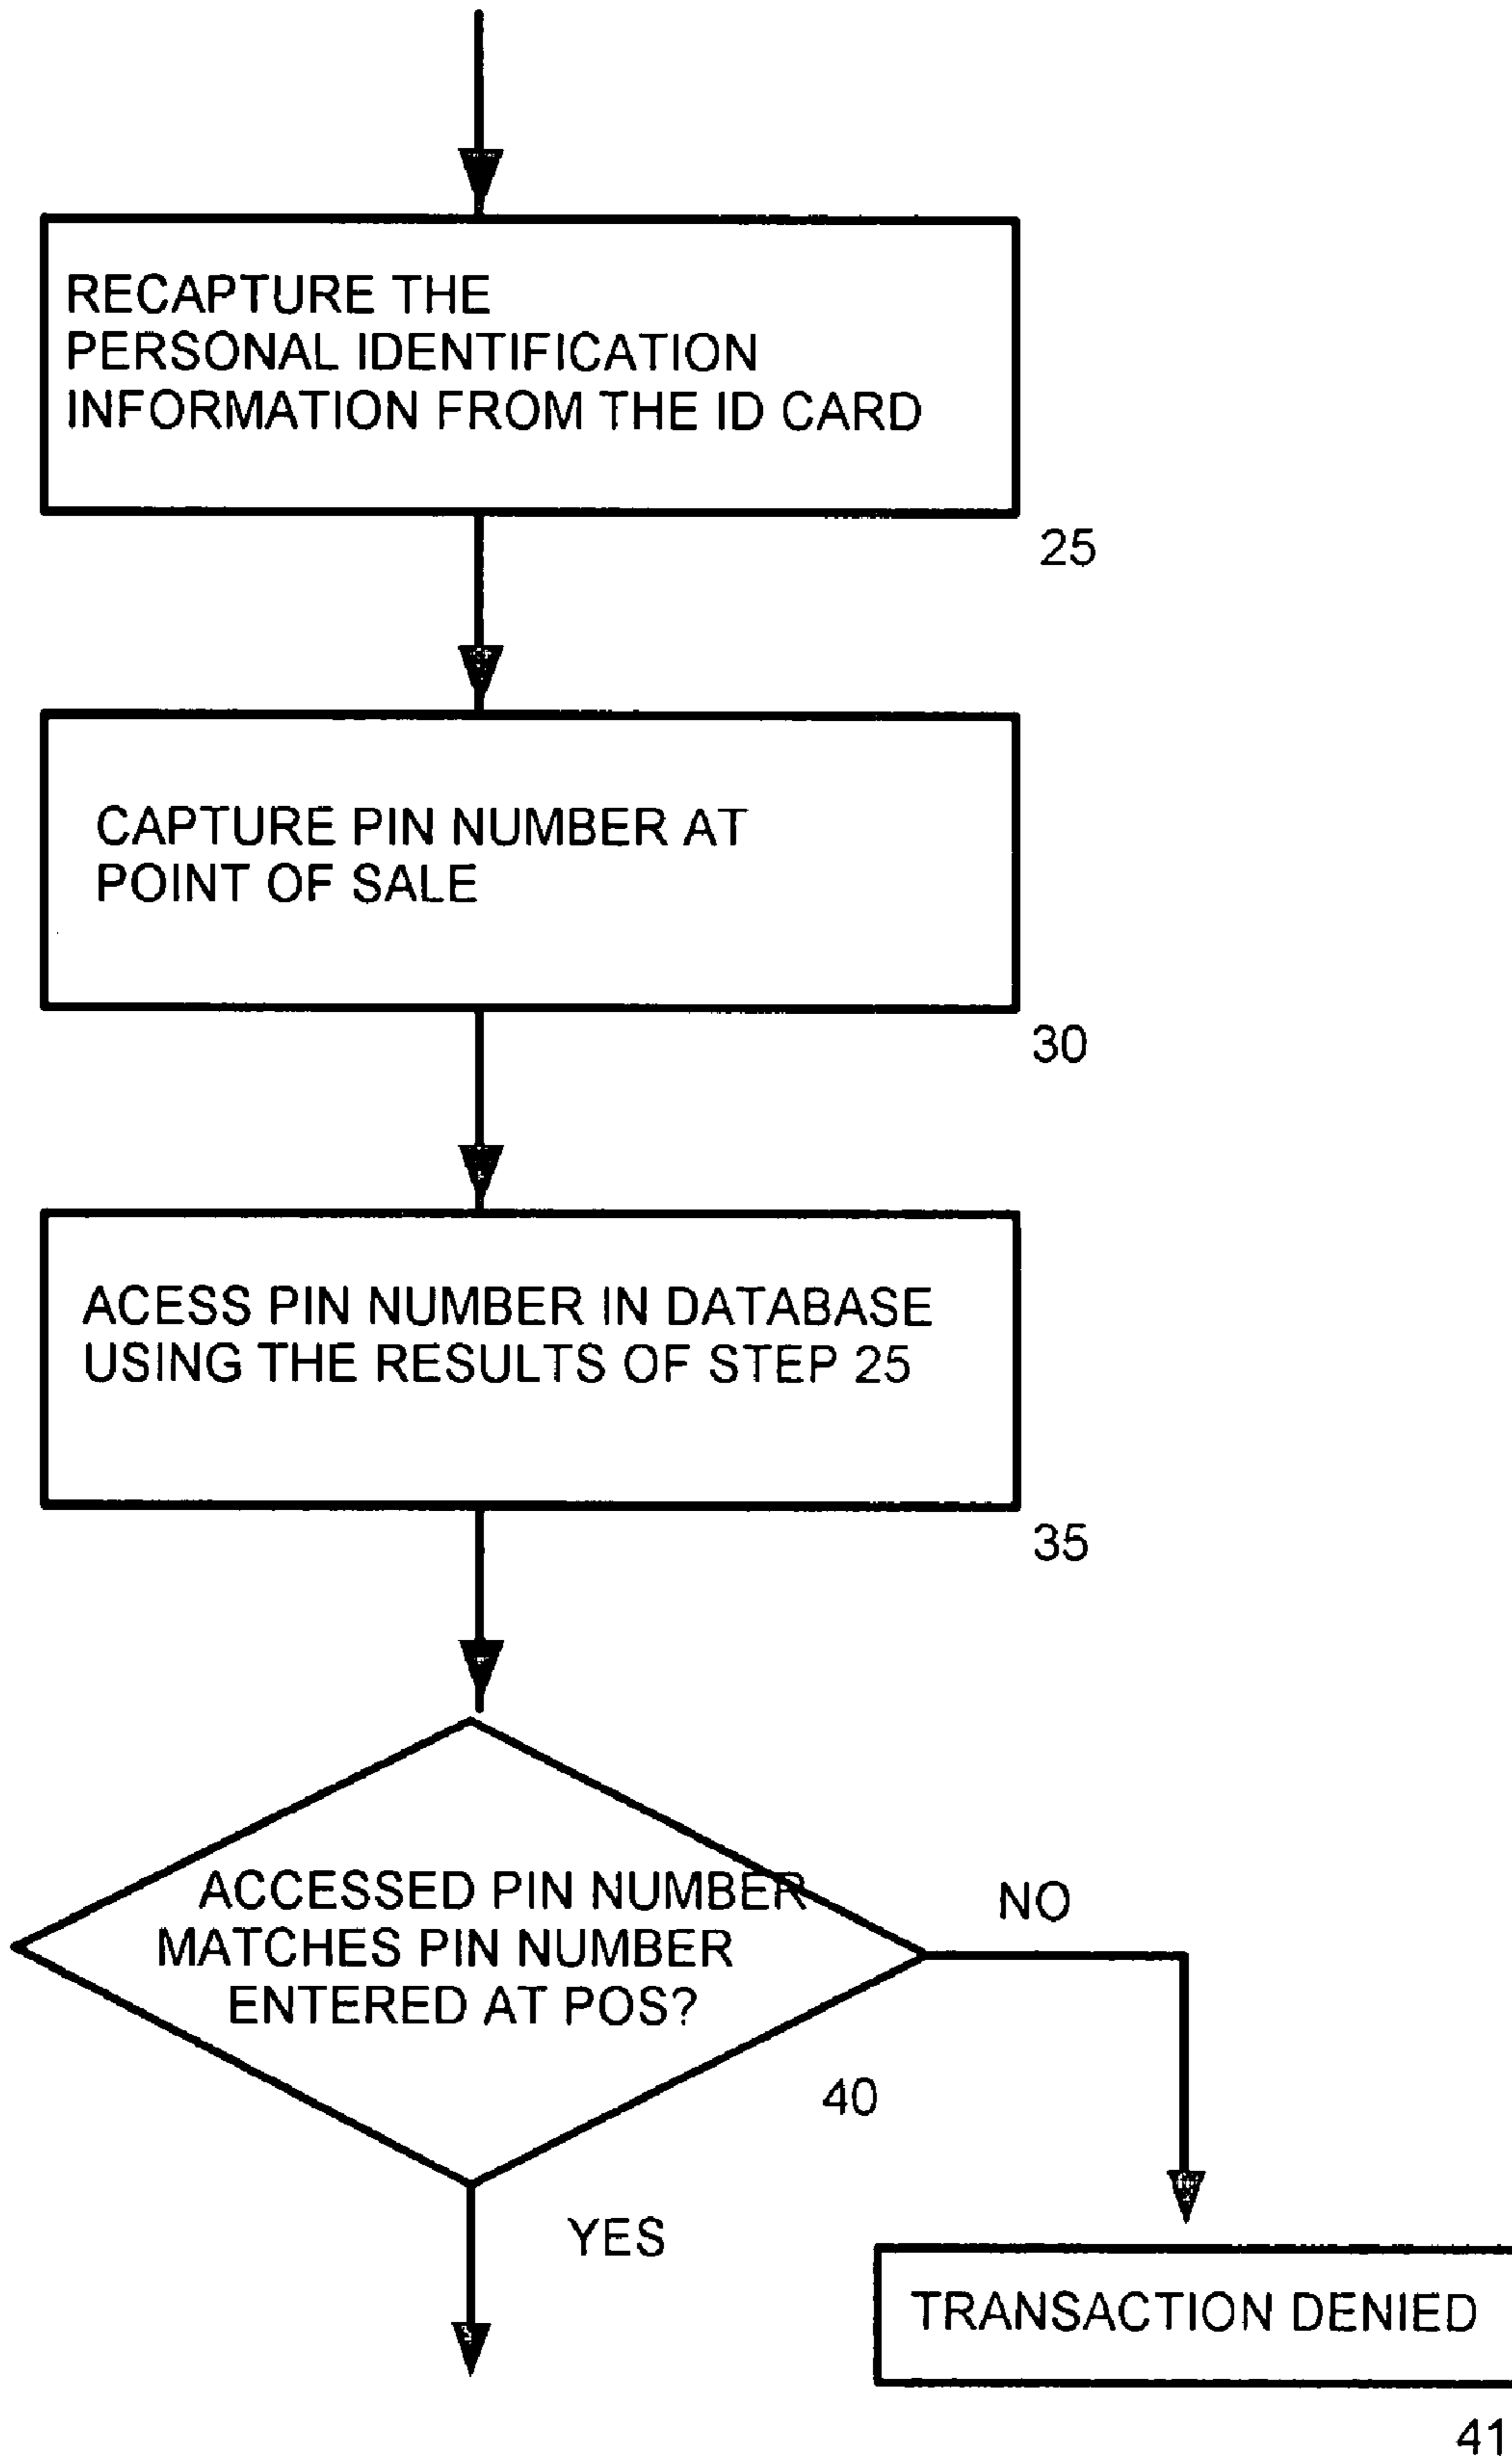 RECAPTURE THE
PERSONAL IDENTIFICATION
INFORMATION FROM THE ID CARD
25
CAPTURE PIN NUMBER AT
POINT OF SALE
30
ACESS PIN NUMBER IN DATABASE
USING THE RESULTS OF STEP 25
35
ACCESSED PIN NUMBER
MATCHES PIN NUMBER
ENTERED AT POS?
NO
40
YES
TRANSACTION DENIED
41